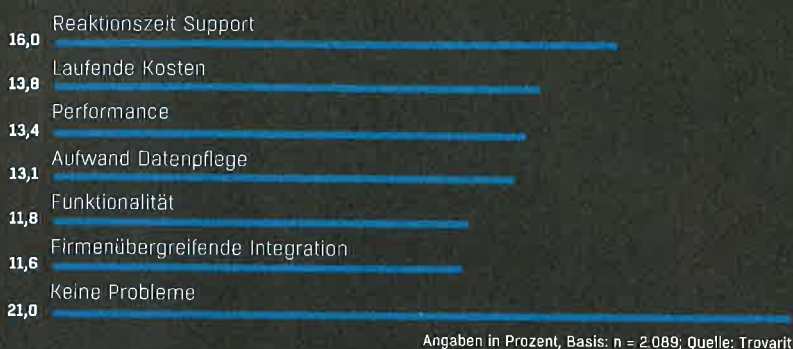 Reaktionszeit Support
16,0
Laufende Kosten
13,8
Performance
13,4
Aufwand Datenpflege
13,1
Funktionalität
11,8
Firmenübergreifende Integration
11,6
Keine Probleme
21,0
Angaben in Prozent, Basis: n = 2.089; Quelle: Trovarit